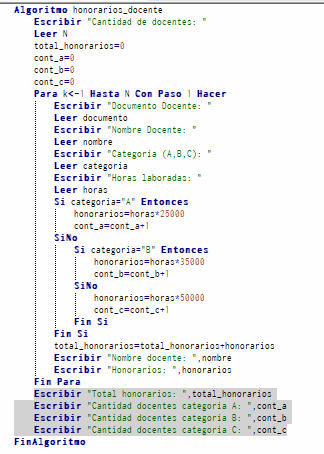 Algoritmo honorarios_docente
Escribir "Cantidad de docentes: "
Leer N
total_honorarios=0
cont_a=0
cont_b=0
cont_c=0
Para k<-1 Hasta N Con Paso 1 Hacer
Escribir "Documento Docente: "
Leer documento
Escribir "Nombre Docente: "
Leer nombre
Escribir "Categoria (A,B,C): "
Leer categoria
Escribir "Horas laboradas: "
Leer horas
Si categoria="A" Entonces
honorarios=horas*25000
cont_a=cont_a+1
SiNo
Si categoria="B" Entonces
honorarios=horas*35000
cont_b=cont_b+1
SiNo
honorarios=horas*50000
cont_c=cont_c+1
Fin Si
Fin Si
total_honorarios=total_honorarios+honorarios
Escribir "Nombre docente: ",nombre
Escribir "Honorarios: ",honorarios
Fin Para
Escribir "Total honorarios: ",total_honorarios
Escribir "Cantidad docentes categoria A: ",cont_a
Escribir "Cantidad docentes categoria B: ",cont_b
Escribir "Cantidad docentes categoria C: ",cont_c
FinAlgoritmo